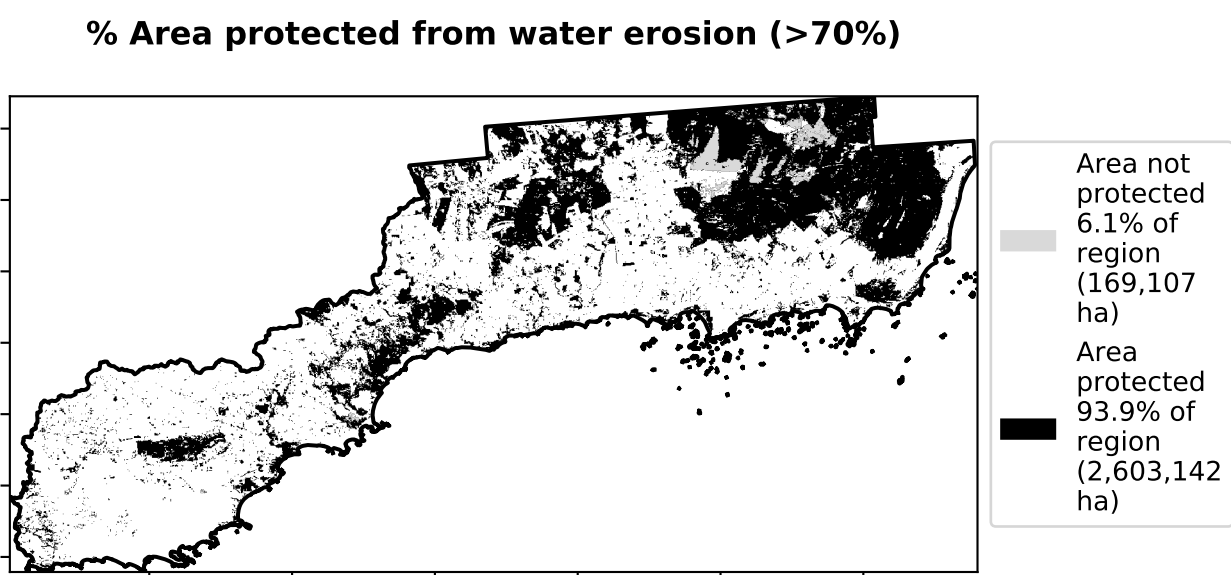 % Area protected from water erosion (>70%)
Area not
protected
6.1% of
region
(169,107
ha)
Area
protected
93.9% of
region
(2,603,142
ha)